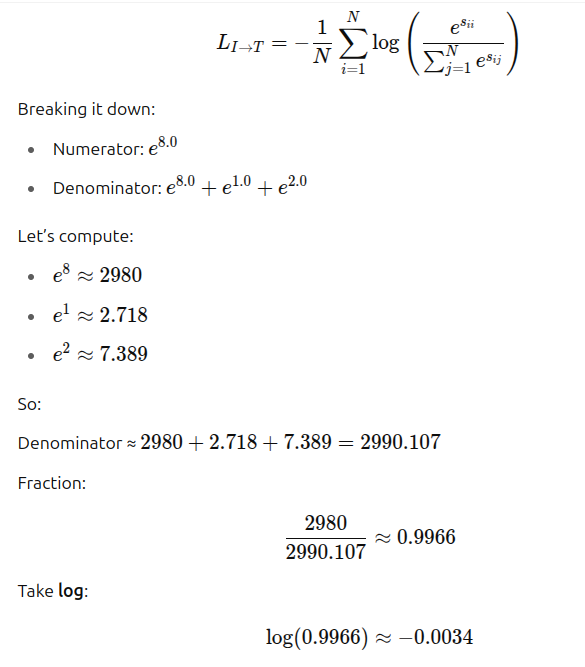 L_{I→T} = −\frac{1}{N} \sum_{i=1}^{N} \log \left( \frac{e^{s_{ii}}}{\sum_{j=1}^{N} e^{s_{ij}}} \right)
Breaking it down:
• Numerator: e^{8.0}
• Denominator: e^{8.0} + e^{1.0} + e^{2.0}
Let’s compute:
• e^8 ≈ 2980
• e^1 ≈ 2.718
• e^2 ≈ 7.389
So:
Denominator ≈ 2980 + 2.718 + 7.389 = 2990.107
Fraction:
\frac{2980}{2990.107} ≈ 0.9966
Take log:
log(0.9966) ≈ −0.0034